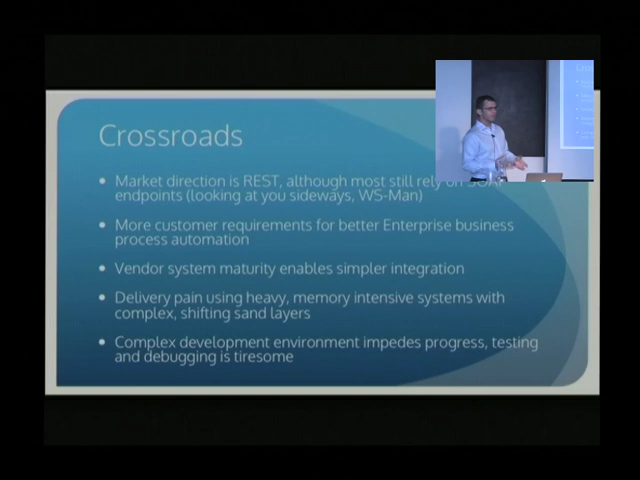 Crossroads
• Market direction is REST, although most still rely on SOAP
endpoints (looking at you sideways, WS-Man)
• More customer requirements for better Enterprise business
process automation
• Vendor system maturity enables simpler integration
• Delivery pain using heavy, memory intensive systems with
complex, shifting sand layers
• Complex development environment impedes progress, testing
and debugging is tiresome